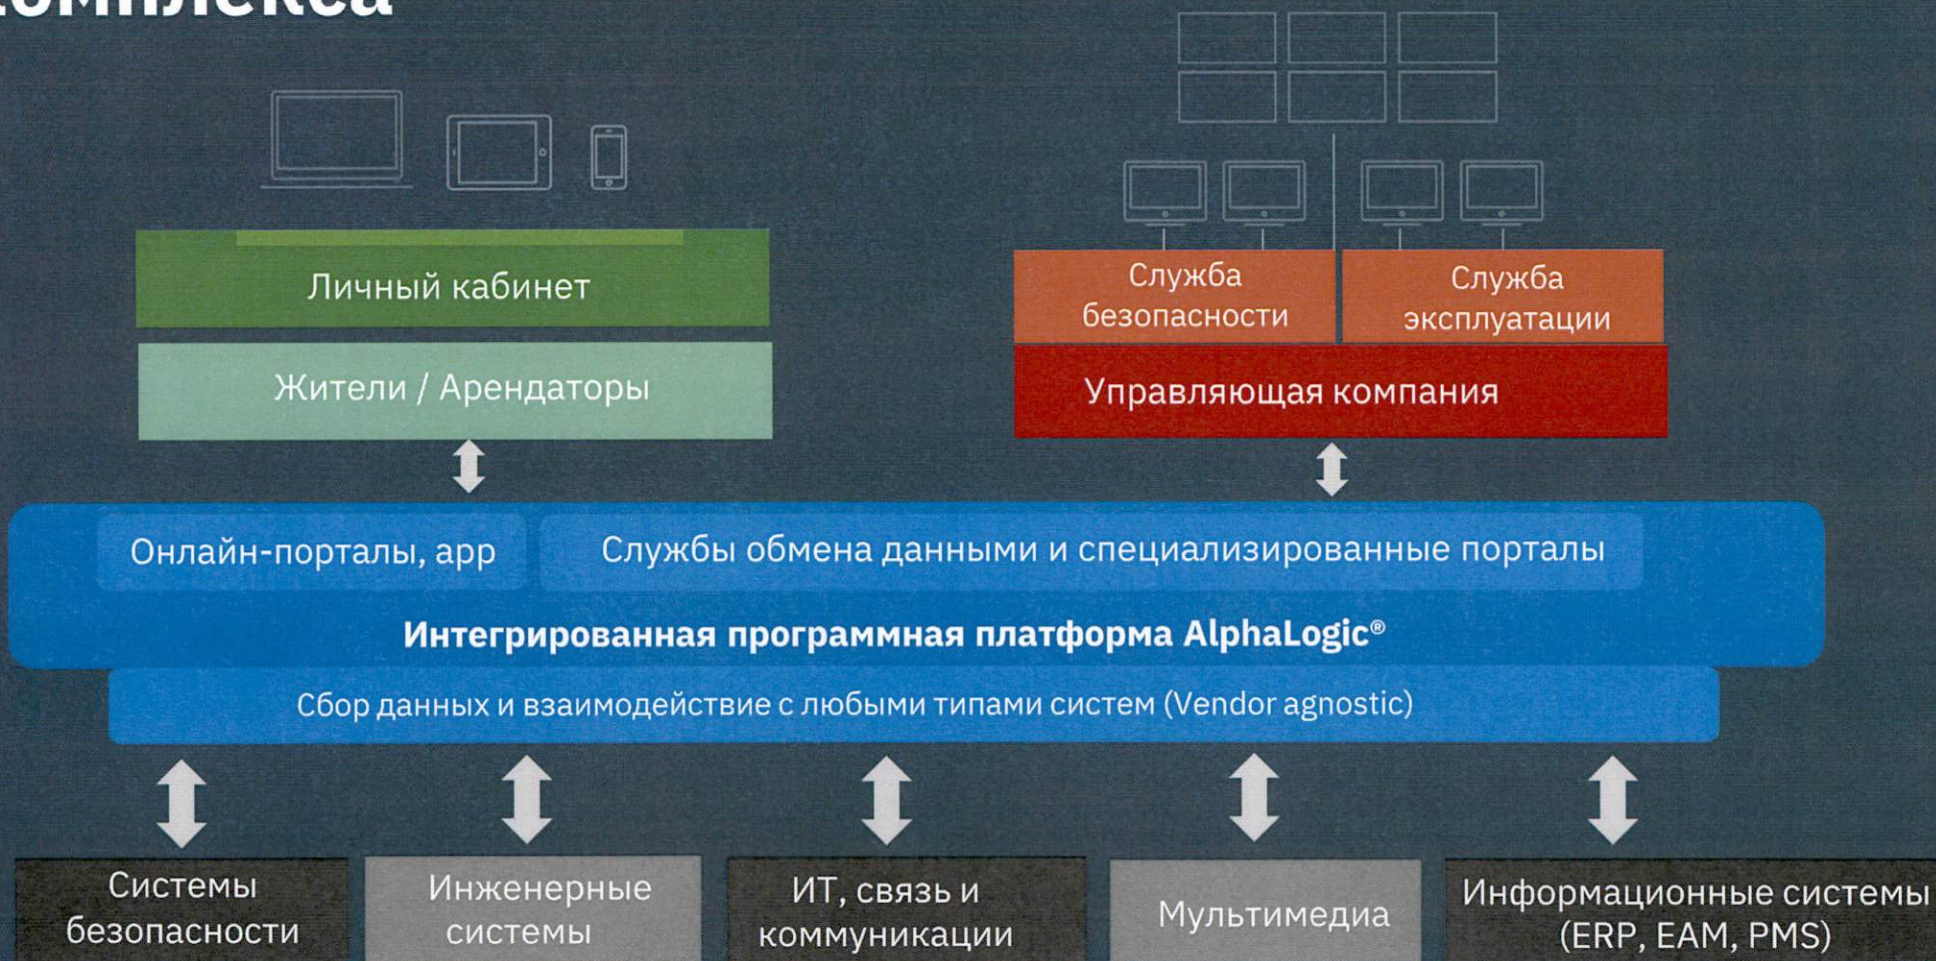 комплекса
Личный кабинет
Служба
безопасности
Служба
эксплуатации
Жители / Арендаторы
Управляющая компания
Онлайн-порталы, app
Службы обмена данными и специализированные порталы
Интегрированная программная платформа AlphaLogic®
Сбор данных и взаимодействие с любыми типами систем (Vendor agnostic)
Системы
безопасности
Инженерные
системы
ИТ, связь и
коммуникации
Мультимедиа
Информационные системы
(ERP, EAM, PMS)